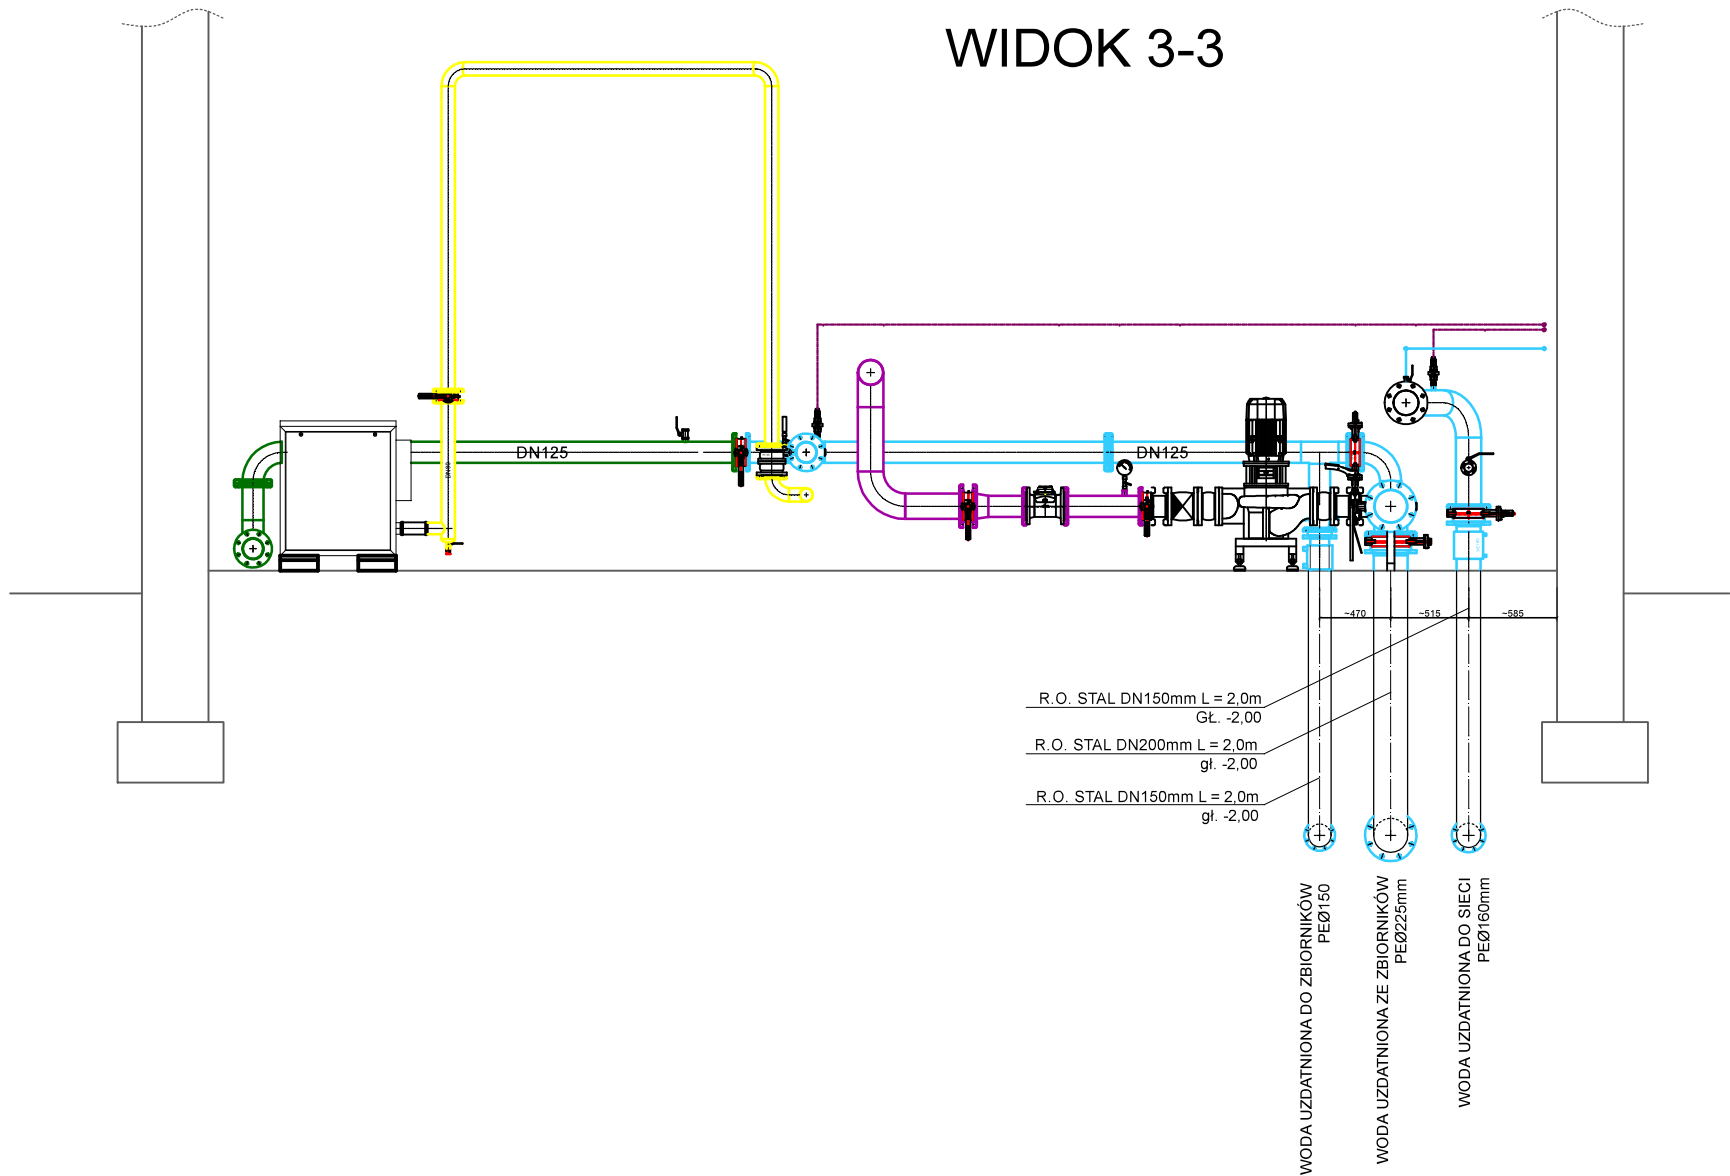 WIDOK 3-3
DN125
DN125
~470
~515
~585
R.O. STAL DN150mm L = 2,0m
GŁ. -2,00
R.O. STAL DN200mm L = 2,0m
gł. -2,00
R.O. STAL DN150mm L = 2,0m
gł. -2,00
WODA UZDATNIONA DO ZBIORNIKÓW
PEØ150
WODA UZDATNIONA ZE ZBIORNIKÓW
PEØ225mm
WODA UZDATNIONA DO SIECI
PEØ160mm